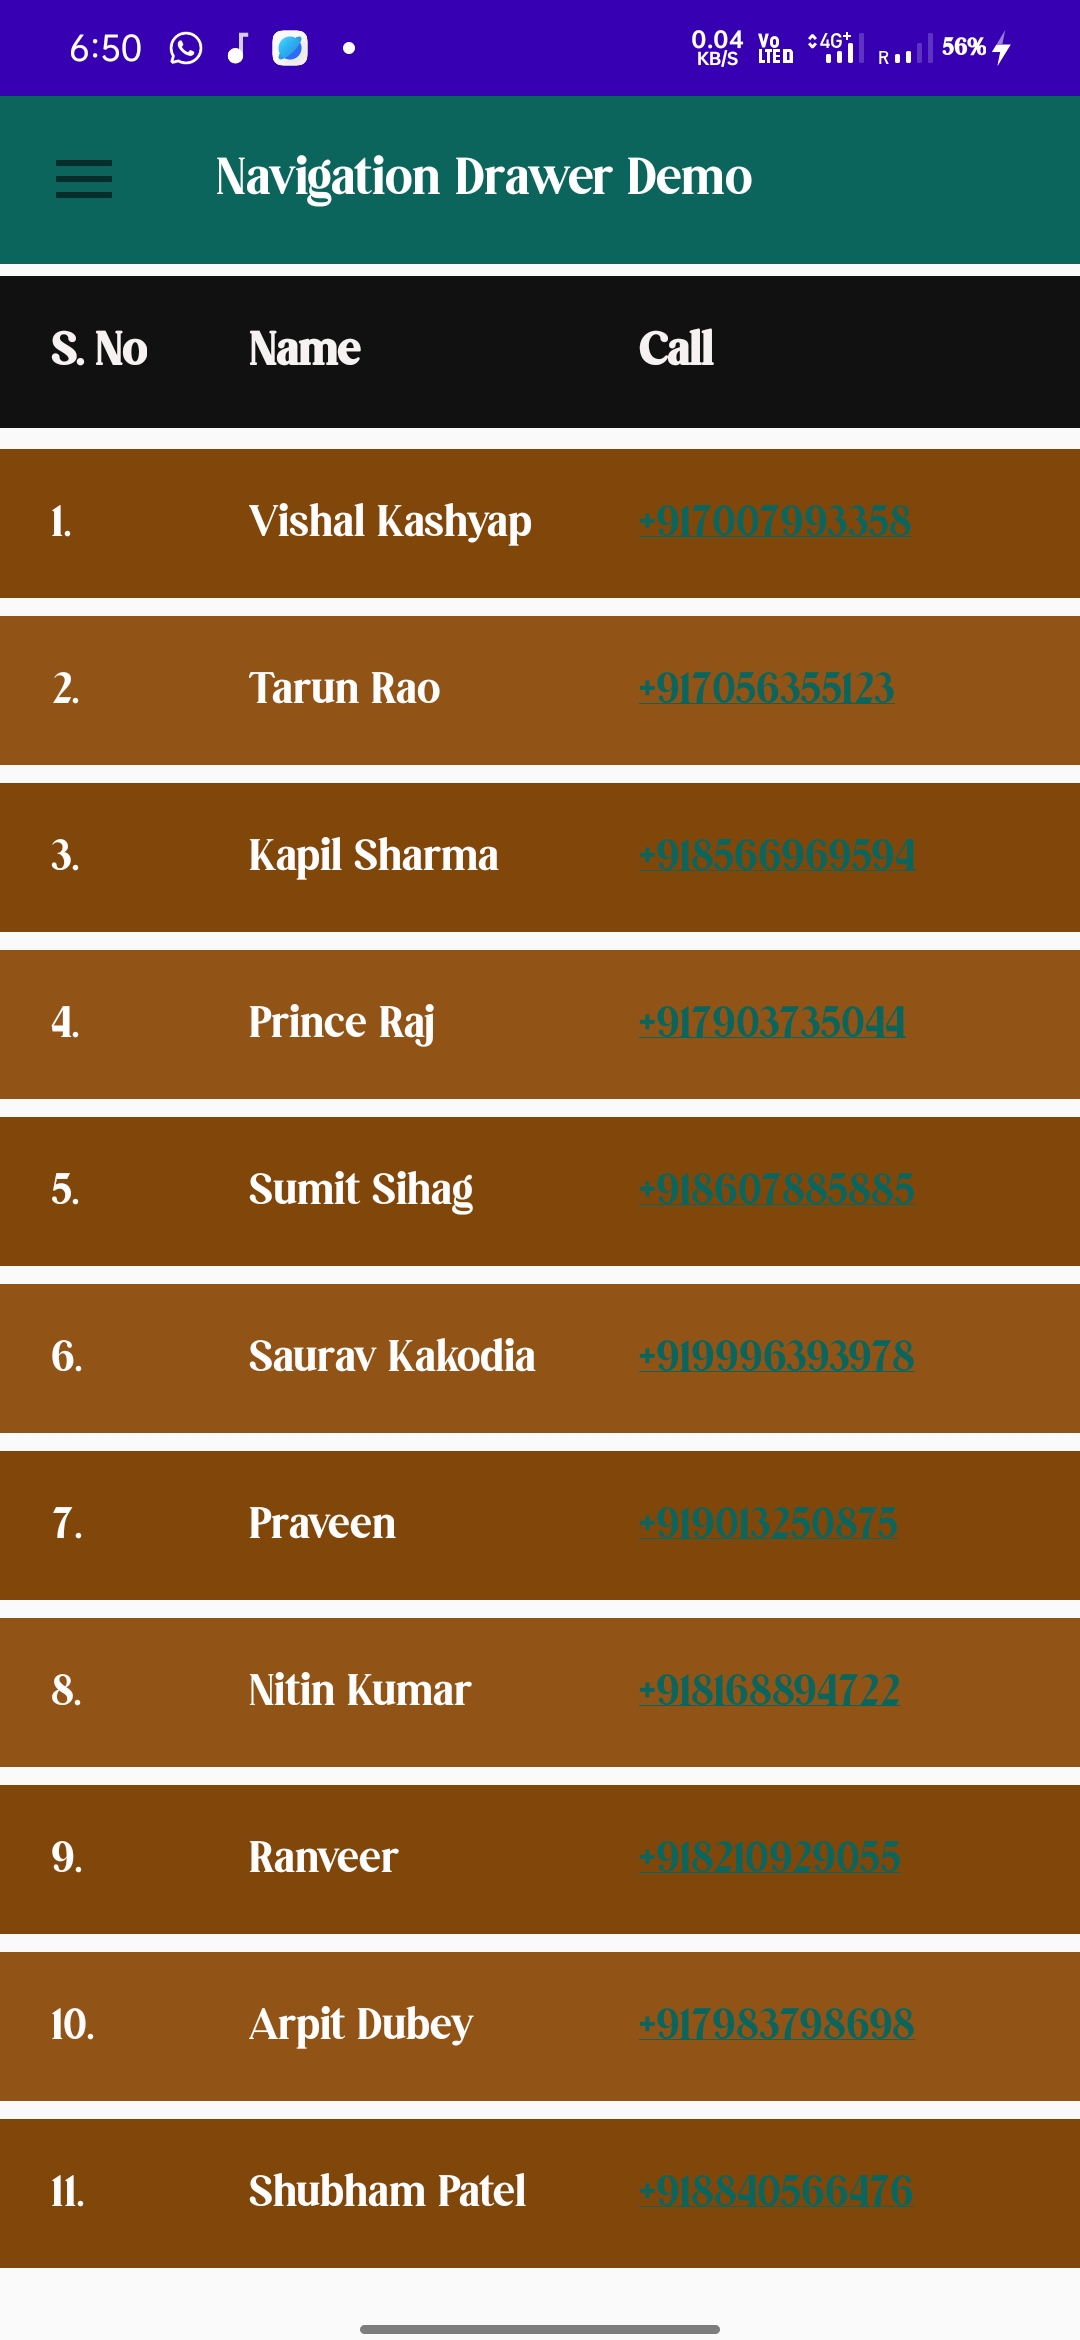 6:50 0.04 KB/S Vo LTE D 4G+ R 56%
Navigation Drawer Demo
S. No Name Call
1. Vishal Kashyap +917007993358
2. Tarun Rao +917056355123
3. Kapil Sharma +918566969594
4. Prince Raj +917903735044
5. Sumit Sihag +918607885885
6. Saurav Kakodia +919996393978
7. Praveen +919013250875
8. Nitin Kumar +918168894722
9. Ranveer +918210929055
10. Arpit Dubey +917983798698
11. Shubham Patel +918840566476